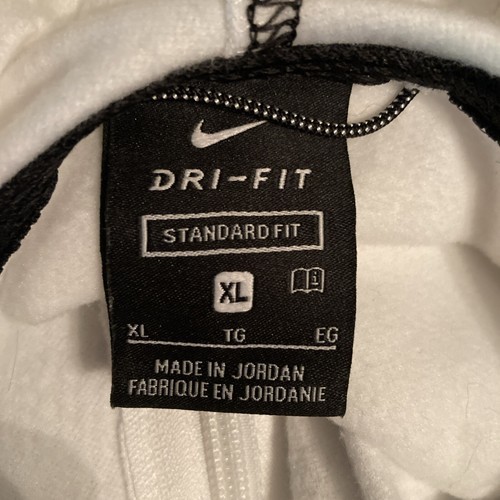 DRI-FIT
STANDARD FIT
XL
XL TG EG
MADE IN JORDAN
FABRIQUE EN JORDANIE